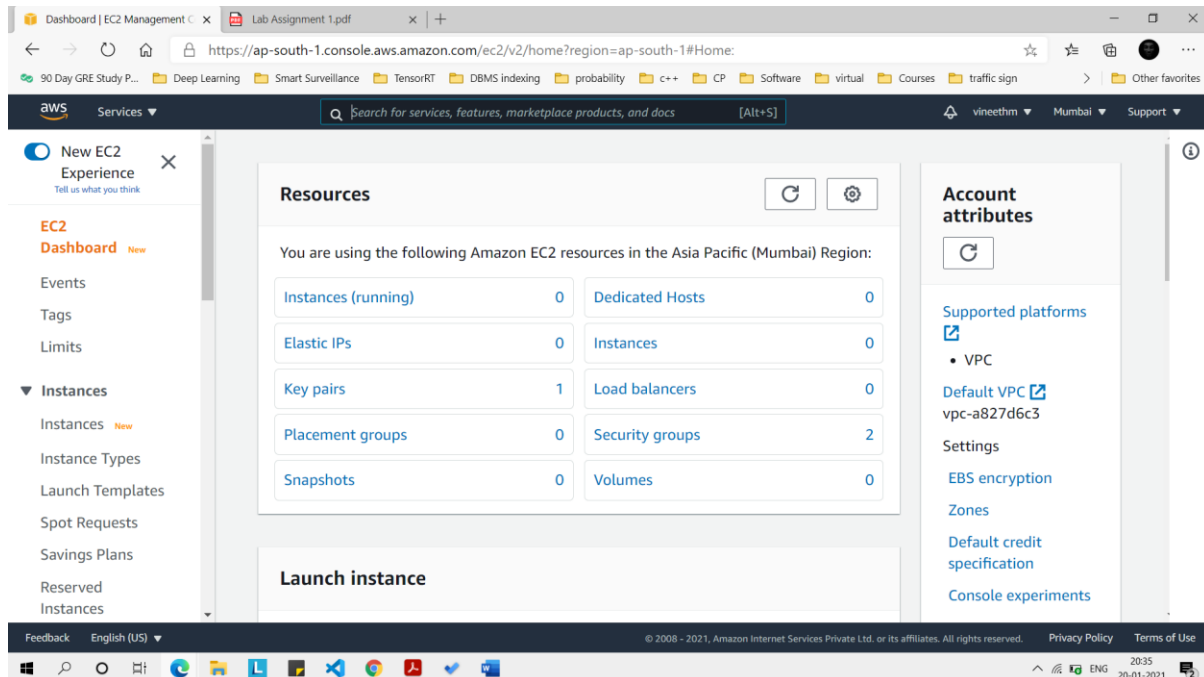 Dashboard | EC2 Management C
Lab Assignment 1.pdf
https://ap-south-1.console.aws.amazon.com/ec2/v2/home?region=ap-south-1#Home:
90 Day GRE Study P... Deep Learning Smart Surveillance TensorRT DBMS indexing probability c++ CP Software virtual Courses traffic sign Other favorites
aws Services Search for services, features, marketplace products, and docs [Alt+S] vineethm Mumbai Support
New EC2
Experience
Tell us what you think
EC2
Dashboard New
Events
Tags
Limits
Instances
Instances New
Instance Types
Launch Templates
Spot Requests
Savings Plans
Reserved
Instances
Resources
You are using the following Amazon EC2 resources in the Asia Pacific (Mumbai) Region:
Instances (running) 0 Dedicated Hosts 0
Elastic IPs 0 Instances 0
Key pairs 1 Load balancers 0
Placement groups 0 Security groups 2
Snapshots 0 Volumes 0
Launch instance
Account
attributes
Supported platforms
• VPC
Default VPC
vpc-a827d6c3
Settings
EBS encryption
Zones
Default credit
specification
Console experiments
Feedback English (US) © 2008 - 2021, Amazon Internet Services Private Ltd. or its affiliates. All rights reserved. Privacy Policy Terms of Use
ENG
20:35
20-01-2021